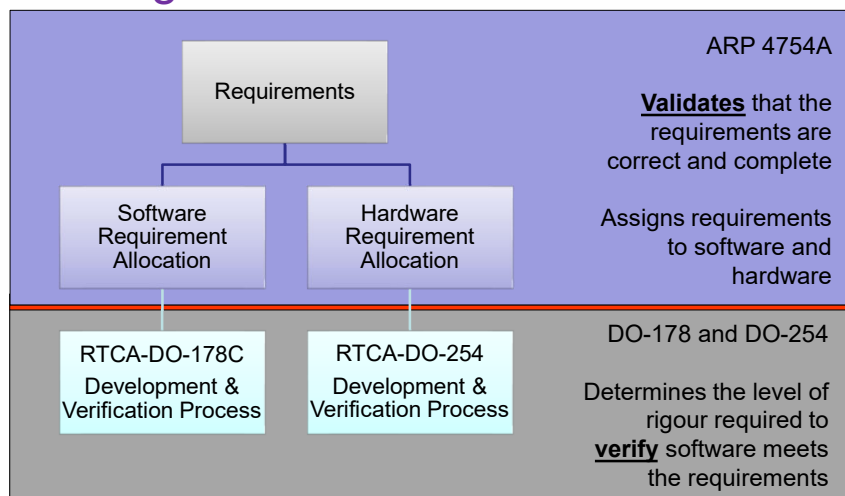 Requirements
Software
Requirement
Allocation
Hardware
Requirement
Allocation
RTCA-DO-178C
Development &
Verification Process
RTCA-DO-254
Development &
Verification Process
ARP 4754A
Validates that the
requirements are
correct and complete
Assigns requirements
to software and
hardware
DO-178 and DO-254
Determines the level of
rigour required to
verify software meets
the requirements